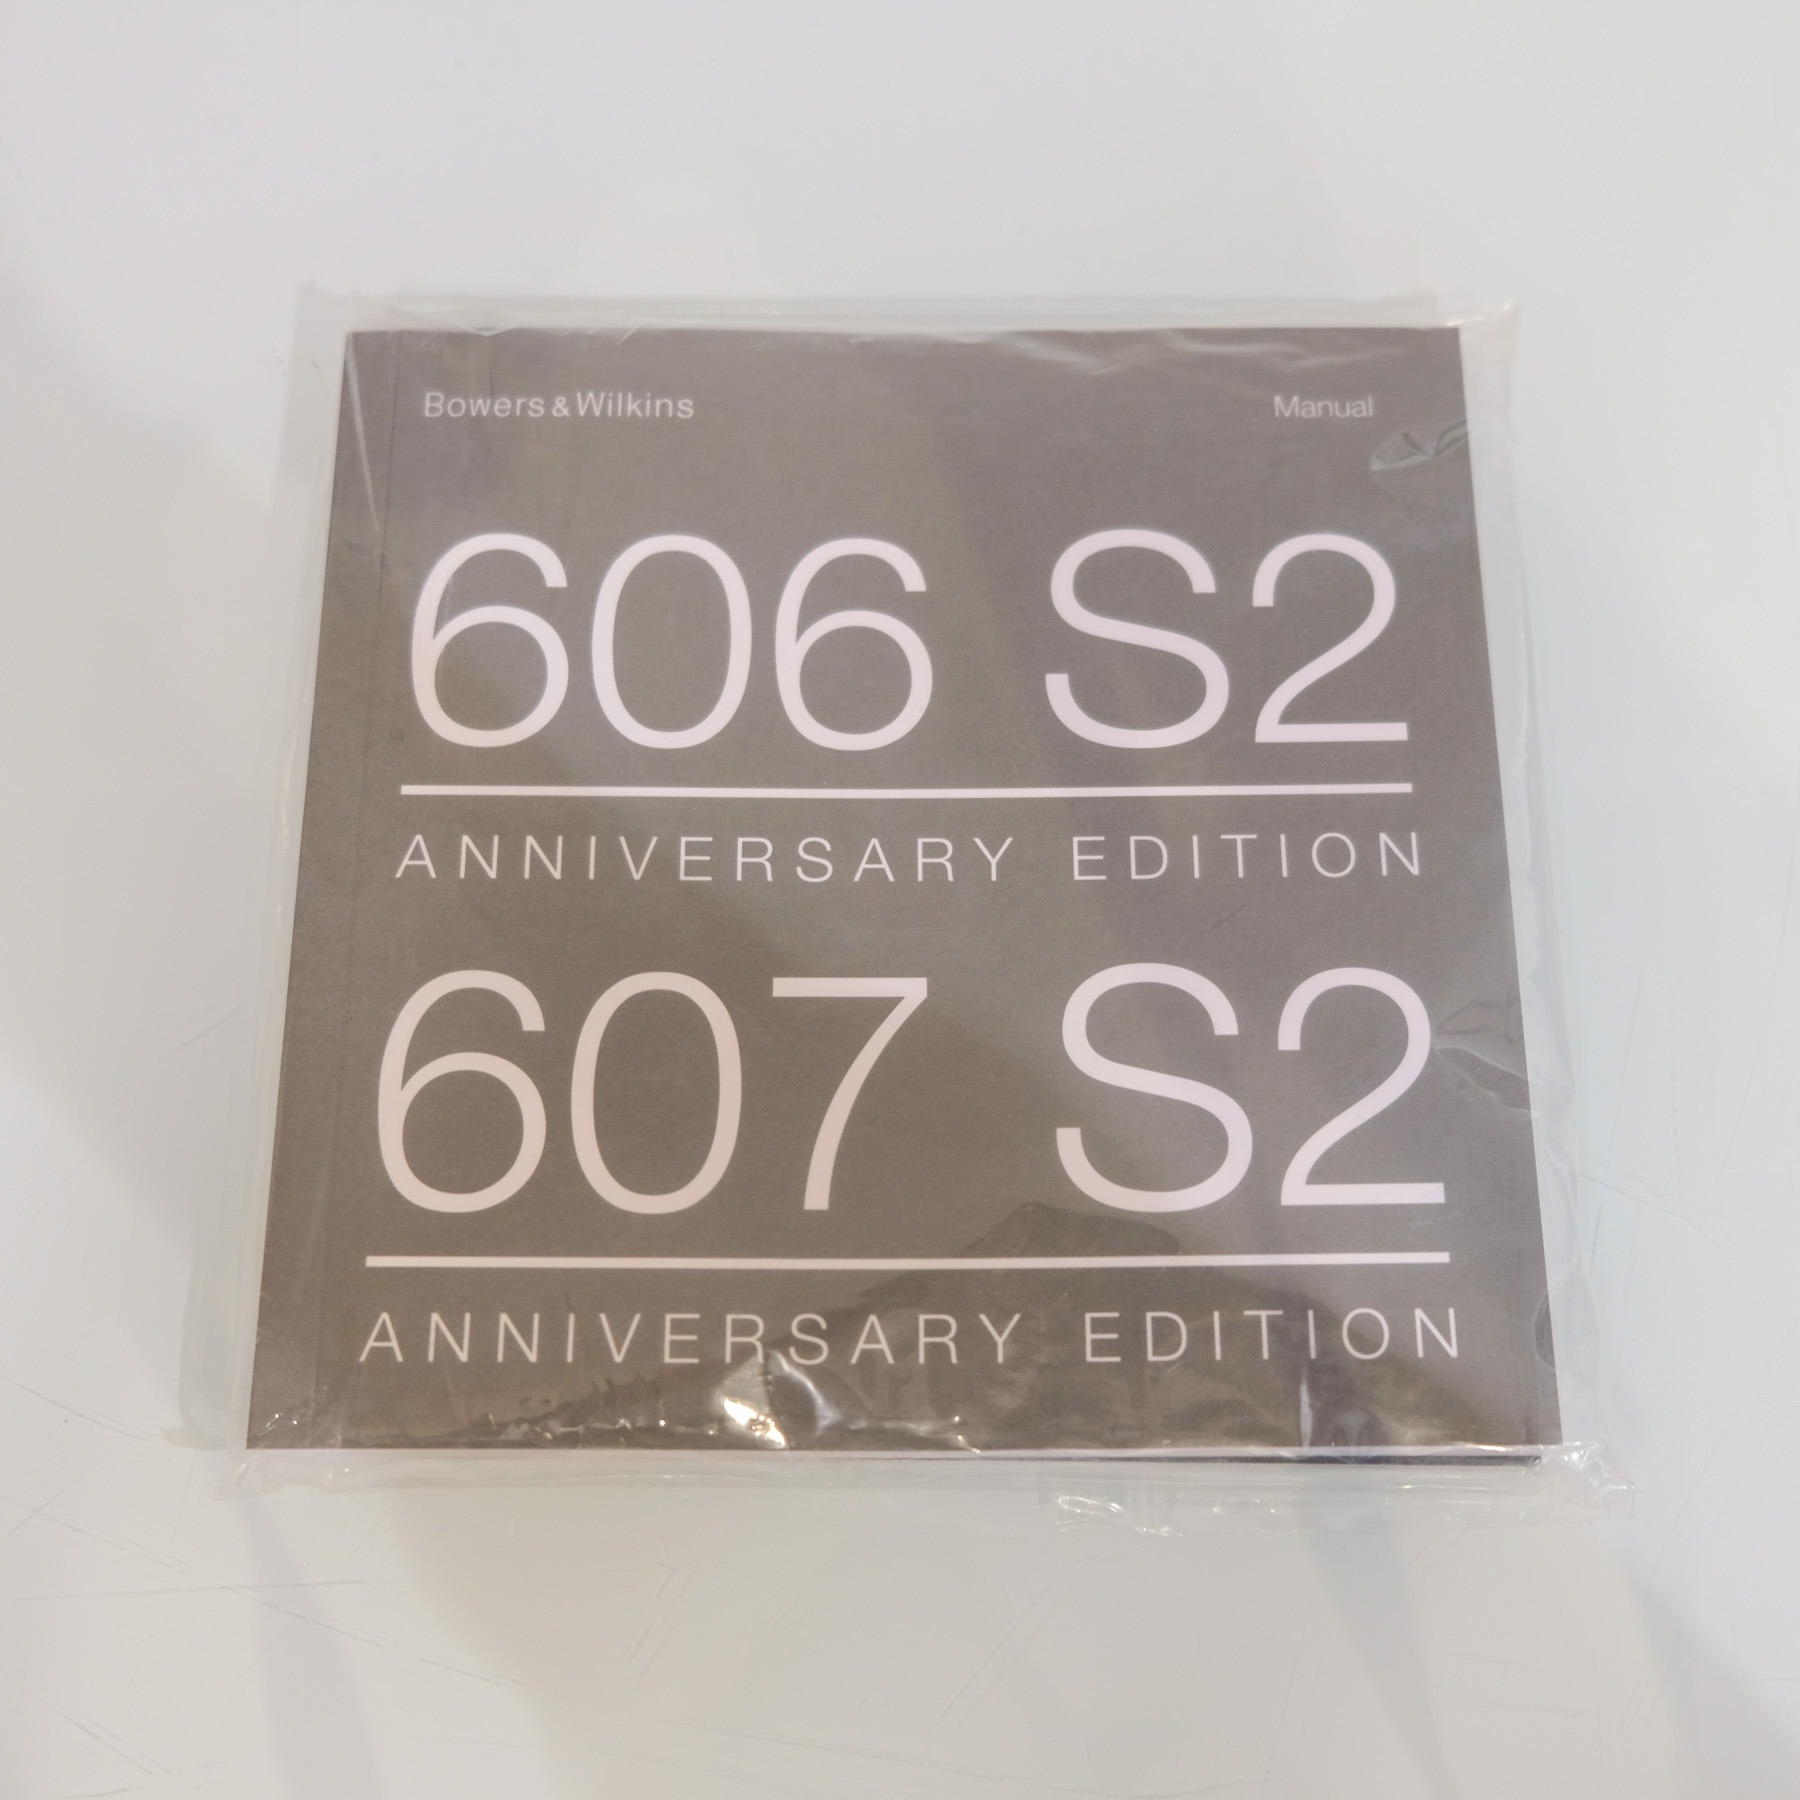 Bowers & Wilkins Manual
606 S2
ANNIVERSARY EDITION
607 S2
ANNIVERSARY EDITION